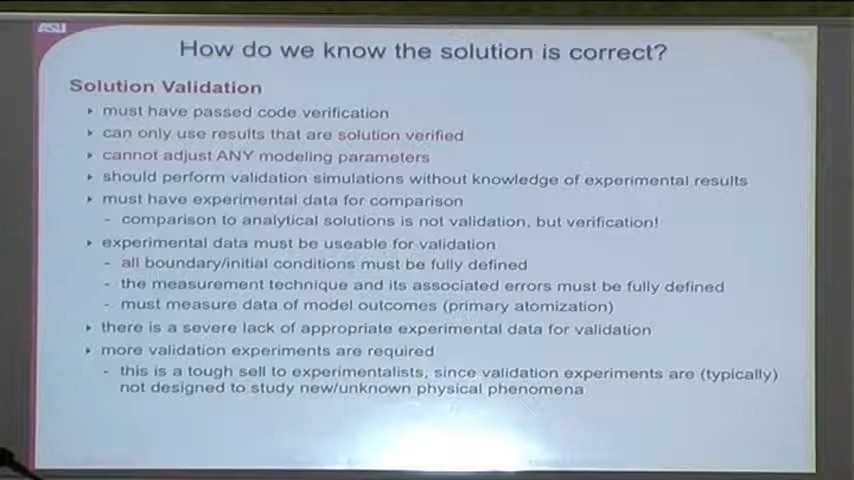 ASU
How do we know the solution is correct?
Solution Validation
‣ must have passed code verification
‣ can only use results that are solution verified
‣ cannot adjust ANY modeling parameters
‣ should perform validation simulations without knowledge of experimental results
‣ must have experimental data for comparison
- comparison to analytical solutions is not validation, but verification!
‣ experimental data must be useable for validation
- all boundary/initial conditions must be fully defined
- the measurement technique and its associated errors must be fully defined
- must measure data of model outcomes (primary atomization)
‣ there is a severe lack of appropriate experimental data for validation
‣ more validation experiments are required
- this is a tough sell to experimentalists, since validation experiments are (typically)
not designed to study new/unknown physical phenomena